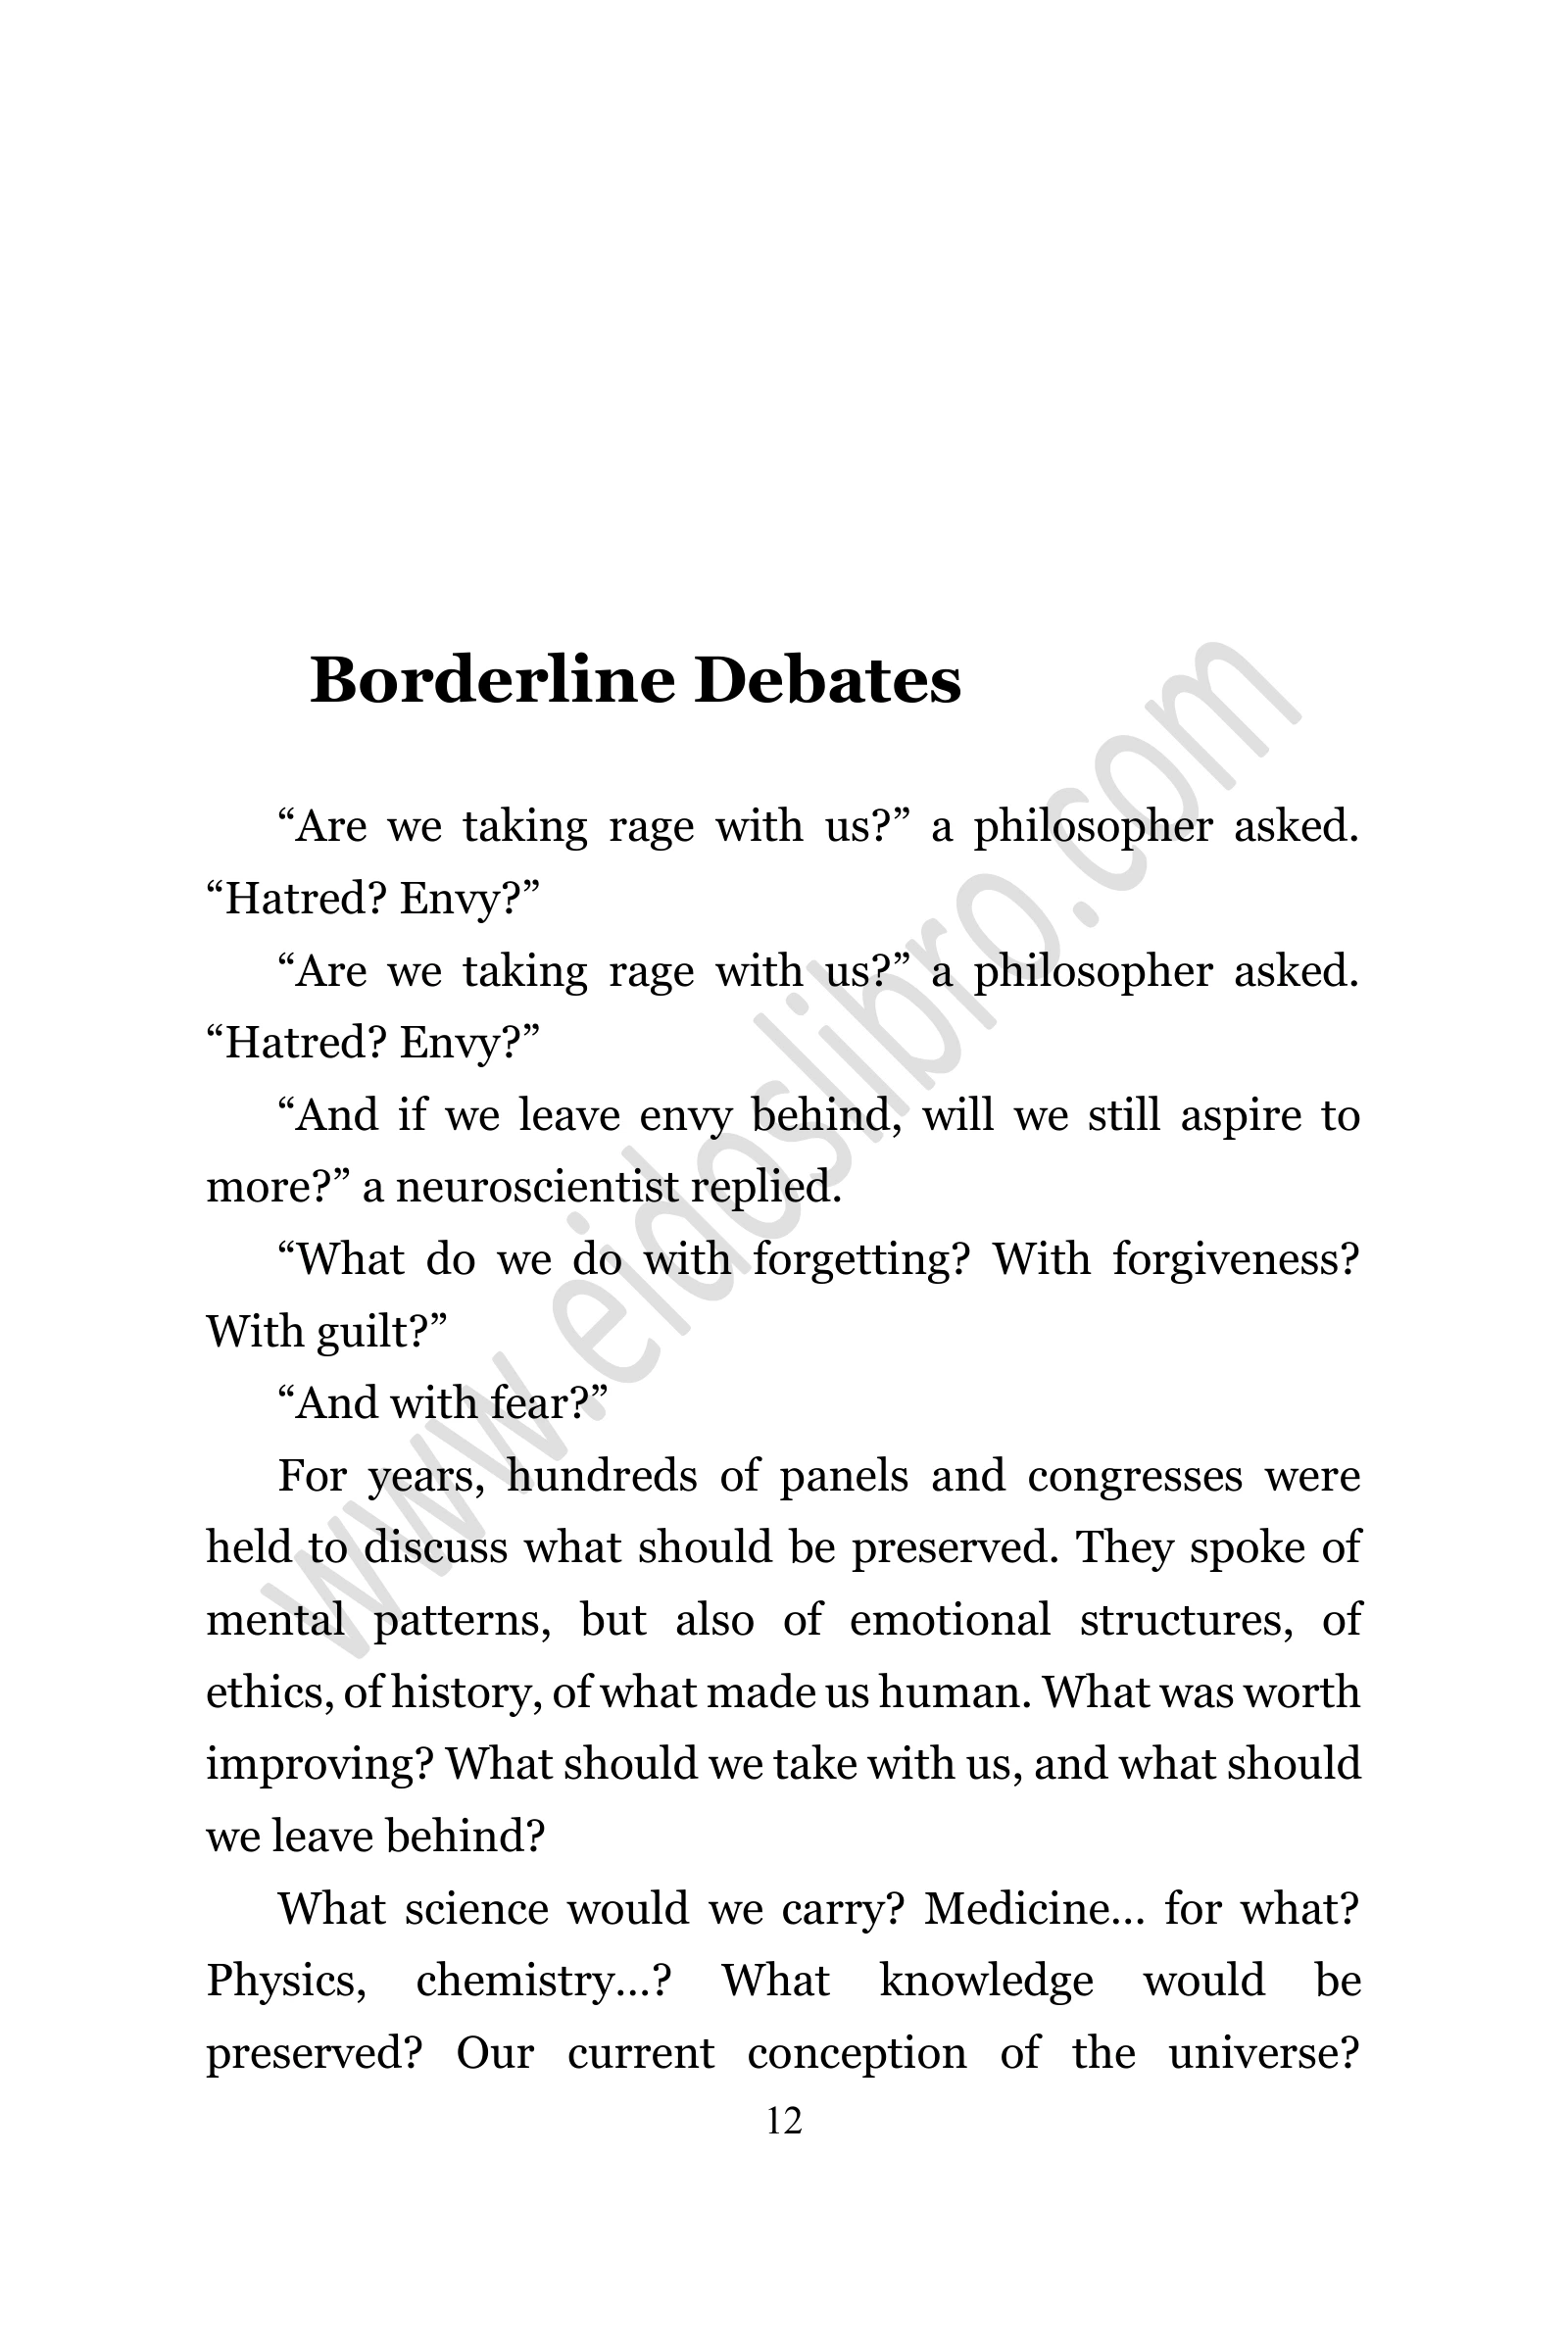 Borderline Debates
“Are we taking rage with us?” a philosopher asked.
“Hatred? Envy?”
“Are we taking rage with us?” a philosopher asked.
“Hatred? Envy?”
“And if we leave envy behind, will we still aspire to
more?” a neuroscientist replied.
“What do we do with forgetting? With forgiveness?
With guilt?”
“And with fear?”
For years, hundreds of panels and congresses were
held to discuss what should be preserved. They spoke of
mental patterns, but also of emotional structures, of
ethics, of history, of what made us human. What was worth
improving? What should we take with us, and what should
we leave behind?
What science would we carry? Medicine… for what?
Physics, chemistry…? What knowledge would be
preserved? Our current conception of the universe?
12
www.eidoslibro.com